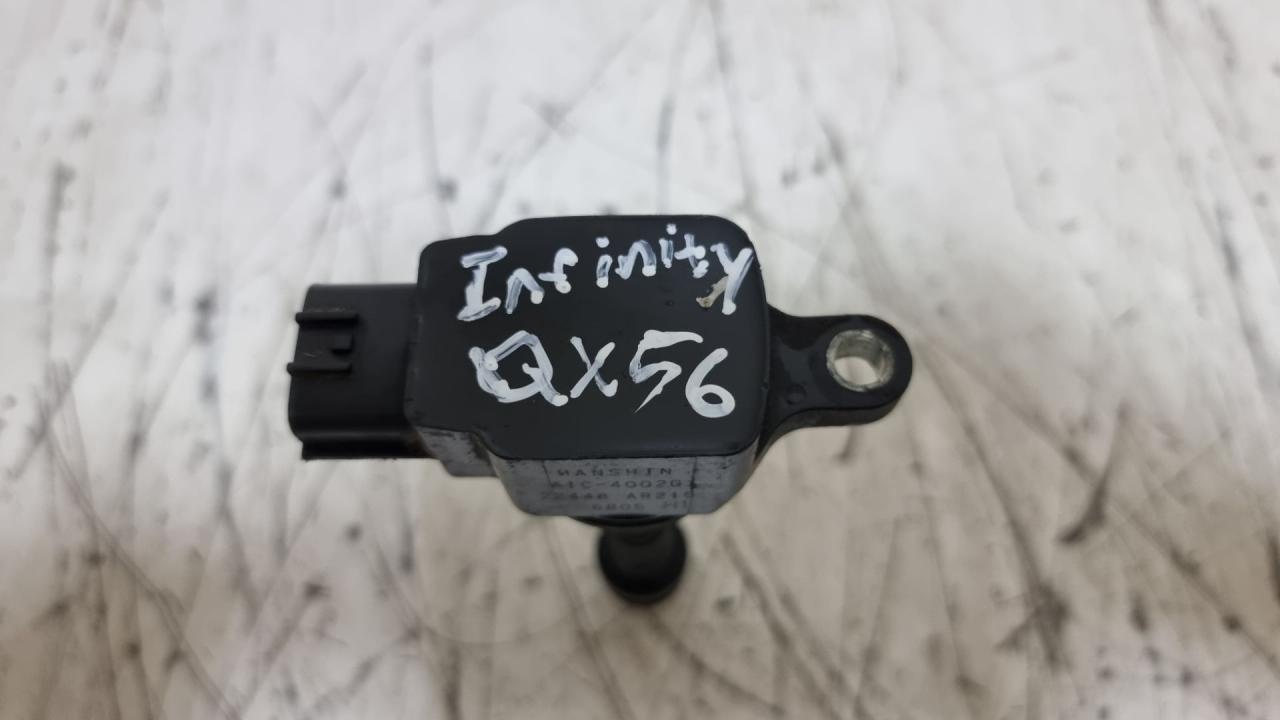 Infinity
QX56
HANSHIN
AIC-4002G
22448 AR215